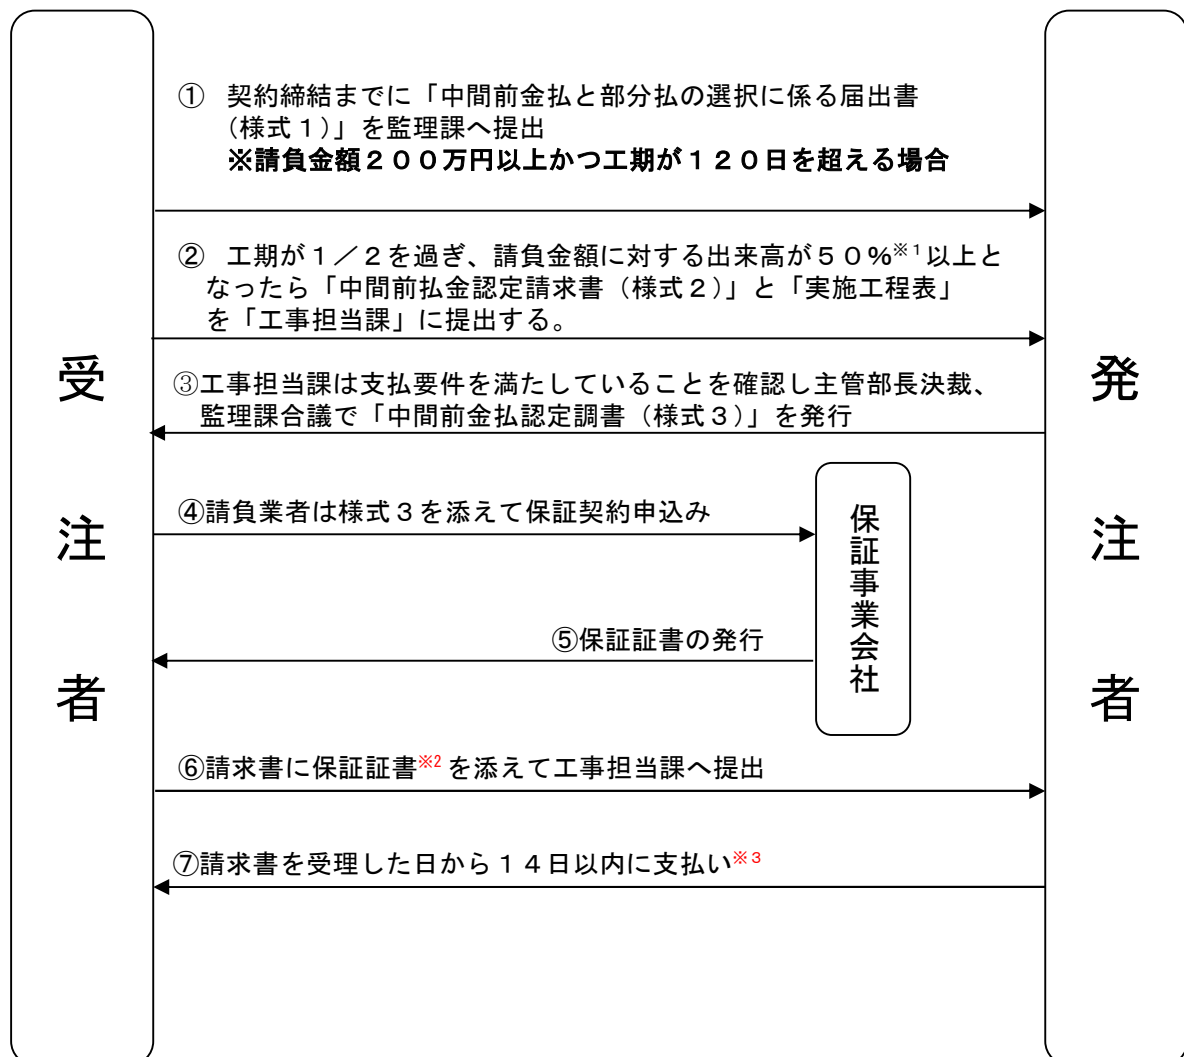 ① 契約締結までに「中間前金払と部分払の選択に係る届出書
(様式１)」を監理課へ提出
※請負金額２００万円以上かつ工期が１２０日を超える場合
② 工期が１／２を過ぎ、請負金額に対する出来高が５０％※1以上と
なったら「中間前払金認定請求書（様式２)」と「実施工程表」
を「工事担当課」に提出する。
③工事担当課は支払要件を満たしていることを確認し主管部長決裁、
監理課合議で「中間前金払認定調書（様式３)」を発行
④請負業者は様式３を添えて保証契約申込み
⑤保証証書の発行
⑥請求書に保証証書※2を添えて工事担当課へ提出
⑦請求書を受理した日から１４日以内に支払い※３
受注者
保証事業会社
発注者